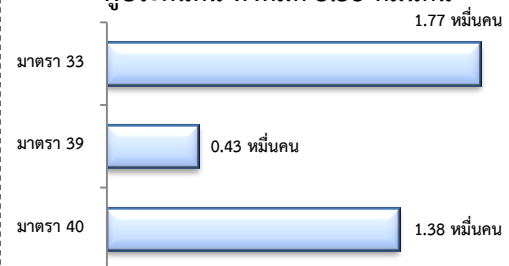 1.77 หมื่นคน
มาตรา 33
มาตรา 39
0.43 หมื่นคน
มาตรา 40
1.38 หมื่นคน